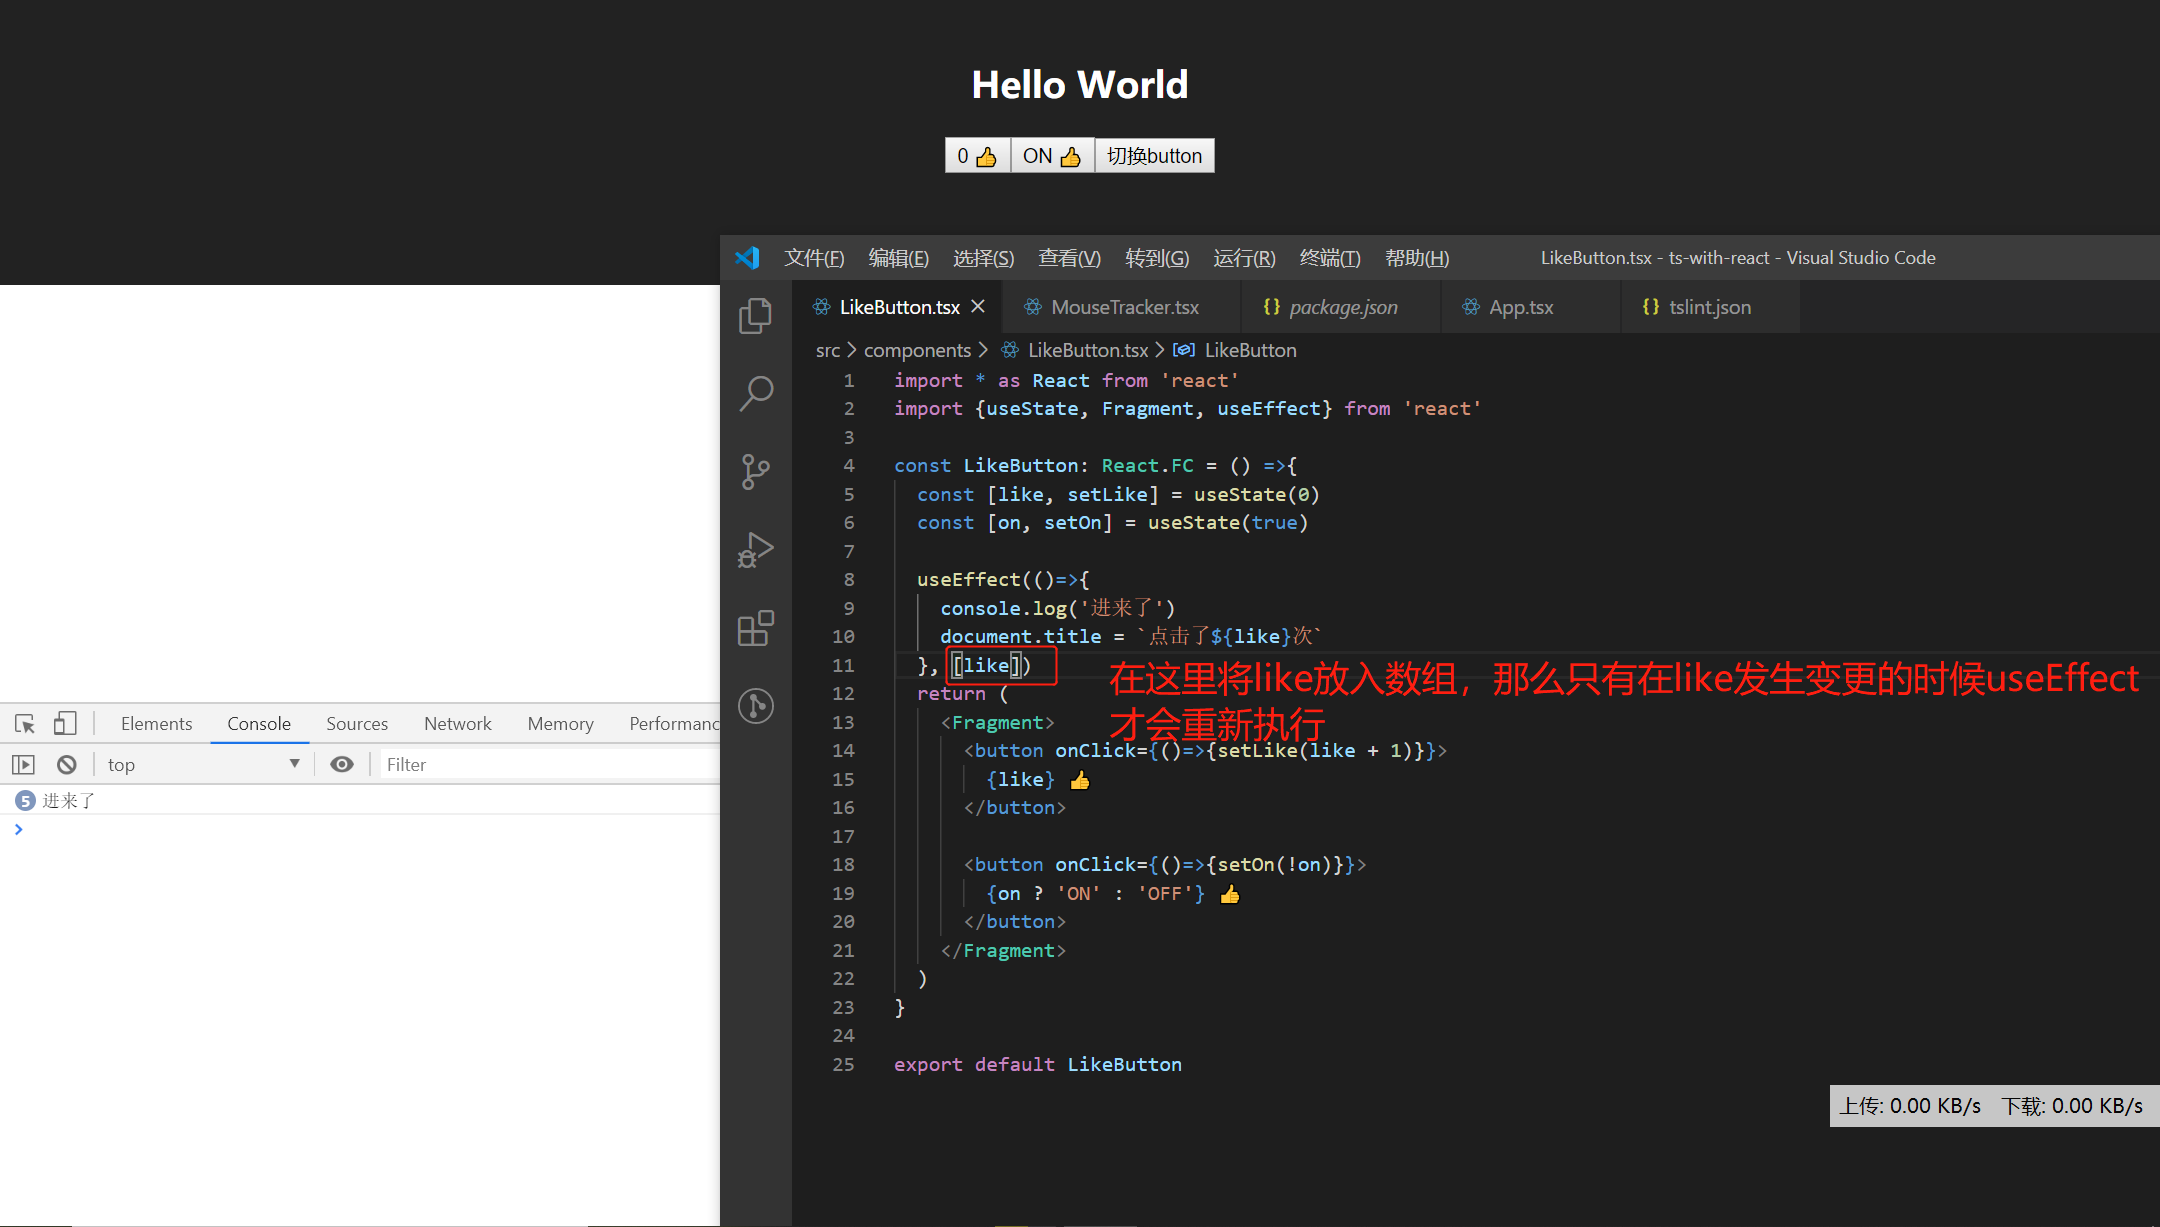 Hello World
0 👍 ON 👍 切换button
文件(F) 编辑(E) 选择(S) 查看(V) 转到(G) 运行(R) 终端(T) 帮助(H) LikeButton.tsx - ts-with-react - Visual Studio Code
LikeButton.tsx MouseTracker.tsx {} package.json App.tsx {} tslint.json
src > components > LikeButton.tsx > LikeButton
1 import * as React from 'react'
2 import {useState, Fragment, useEffect} from 'react'
3
4 const LikeButton: React.FC = () =>{
5 const [like, setLike] = useState(0)
6 const [on, setOn] = useState(true)
7
8 useEffect(()=>{
9 console.log('进来了')
10 document.title = `点击了${like}次`
11 }, [like])
在这里将like放入数组，那么只有在like发生变更的时候useEffect
才会重新执行
12 return (
13 <Fragment>
14 <button onClick={()=>{setLike(like + 1)}}>
15 {like} 👍
16 </button>
17
18 <button onClick={()=>{setOn(!on)}}>
19 {on ? 'ON' : 'OFF'} 👍
20 </button>
21 </Fragment>
22 )
23 }
24
25 export default LikeButton
Elements Console Sources Network Memory Performanc
top Filter
5 进来了
上传: 0.00 KB/s 下载: 0.00 KB/s